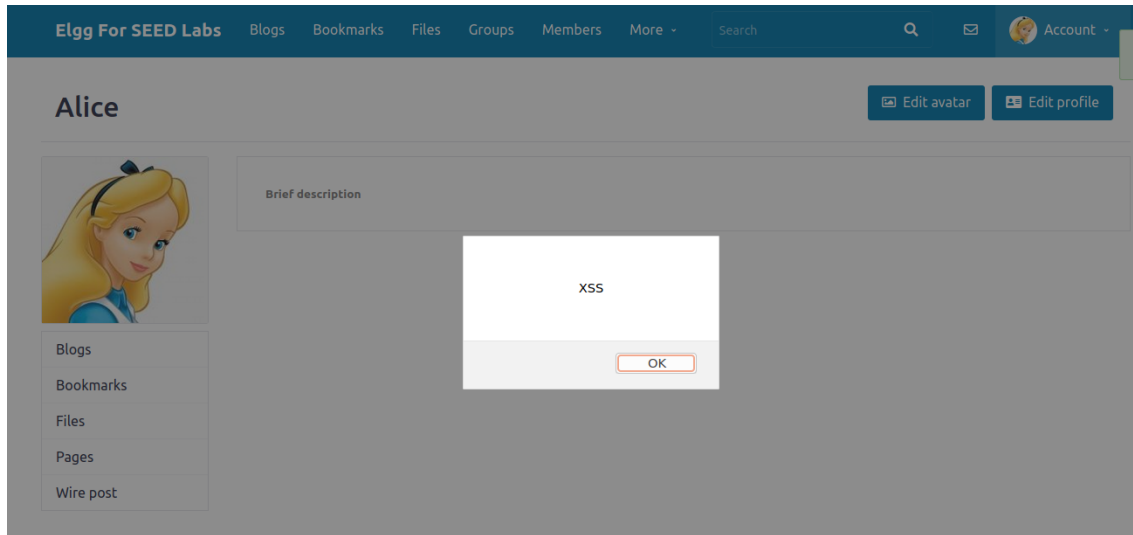 Elgg For SEED Labs Blogs Bookmarks Files Groups Members More Search Account
Alice Edit avatar Edit profile
Brief description
xss
OK
Blogs
Bookmarks
Files
Pages
Wire post